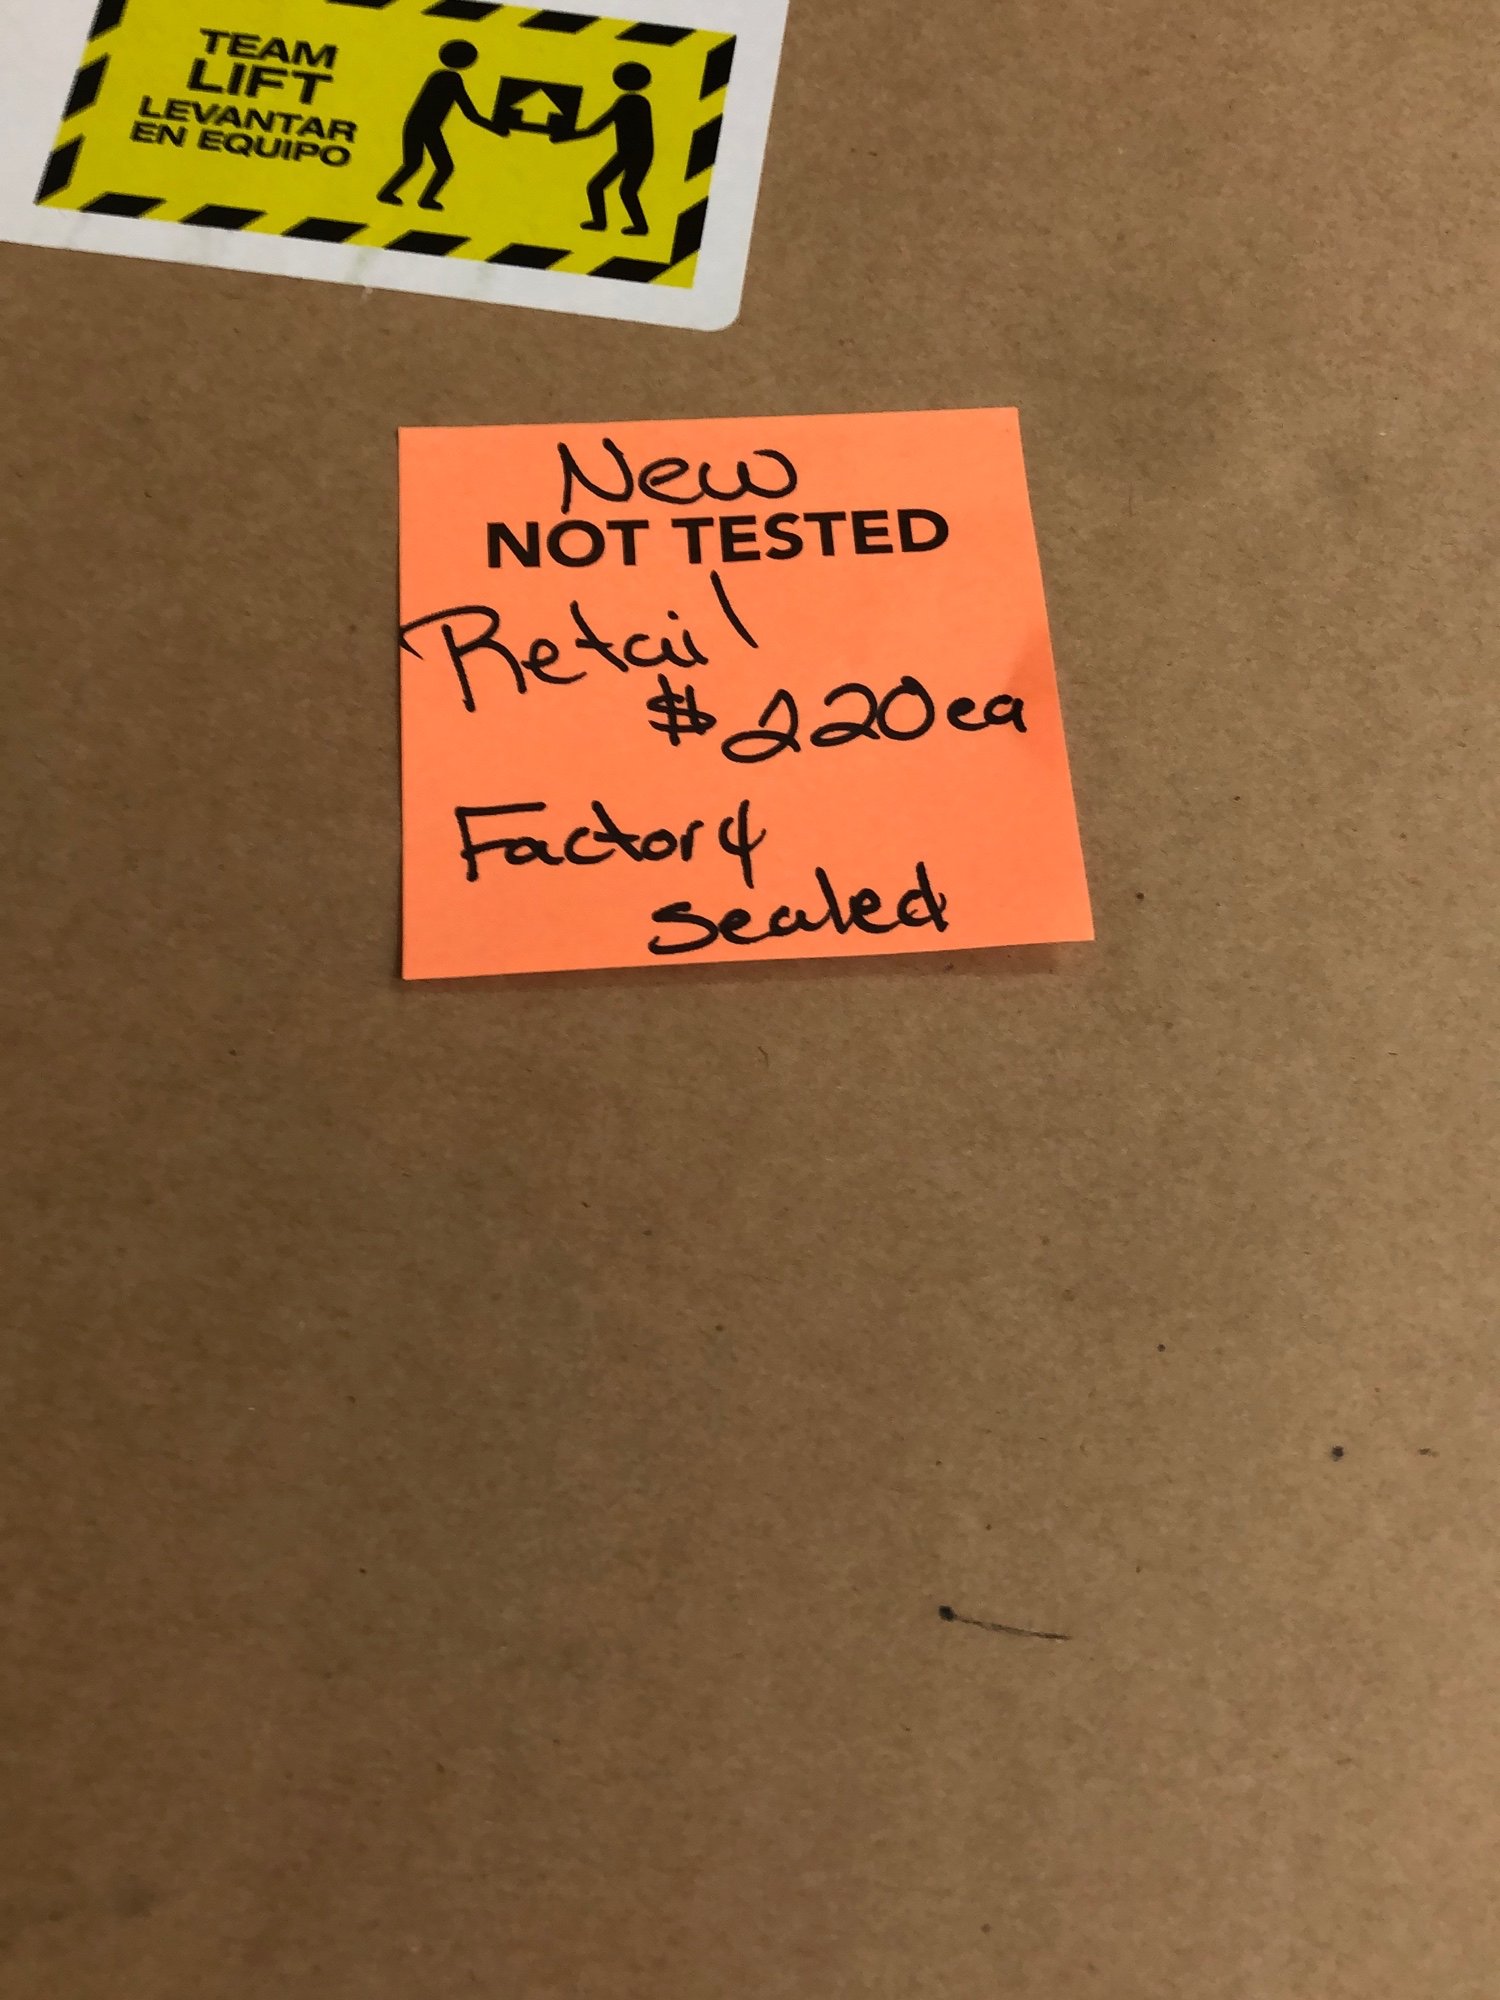 TEAM
LIFT
LEVANTAR
EN EQUIPO
New
NOT TESTED
Retail
$220ea
Factory
sealed